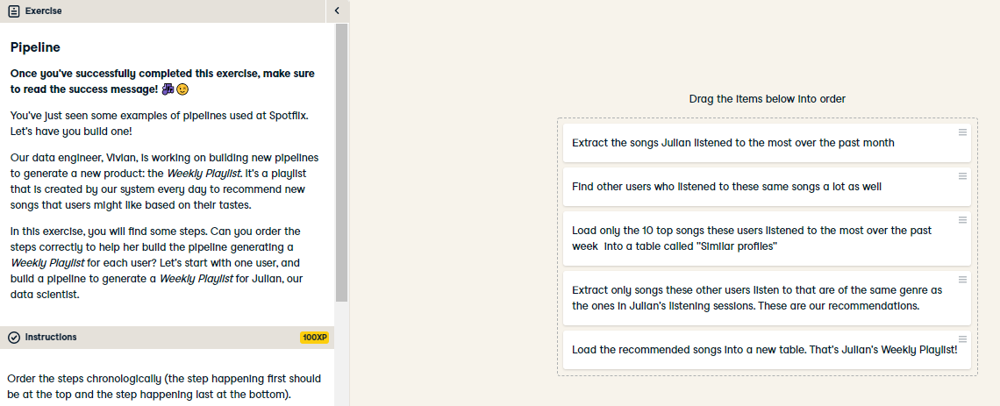 Exercise
Pipeline
Once you've successfully completed this exercise, make sure
to read the success message!
You've just seen some examples of pipelines used at Spotflix.
Let's have you build one!
Our data engineer, Vivian, is working on building new pipelines
to generate a new product: the Weekly Playlist. It's a playlist
that is created by our system every day to recommend new
songs that users might like based on their tastes.
In this exercise, you will find some steps. Can you order the
steps correctly to help her build the pipeline generating a
Weekly Playlist for each user? Let's start with one user, and
build a pipeline to generate a Weekly Playlist for Julian, our
data scientist.
Instructions
100XP
Order the steps chronologically (the step happening first should
be at the top and the step happening last at the bottom).
Drag the items below into order
Extract the songs Julian listened to the most over the past month
Find other users who listened to these same songs a lot as well
Load only the 10 top songs these users listened to the most over the past
week into a table called "Similar profiles"
Extract only songs these other users listen to that are of the same genre as
the ones in Julian's listening sessions. These are our recommendations.
Load the recommended songs into a new table. That's Julian's Weekly Playlist!